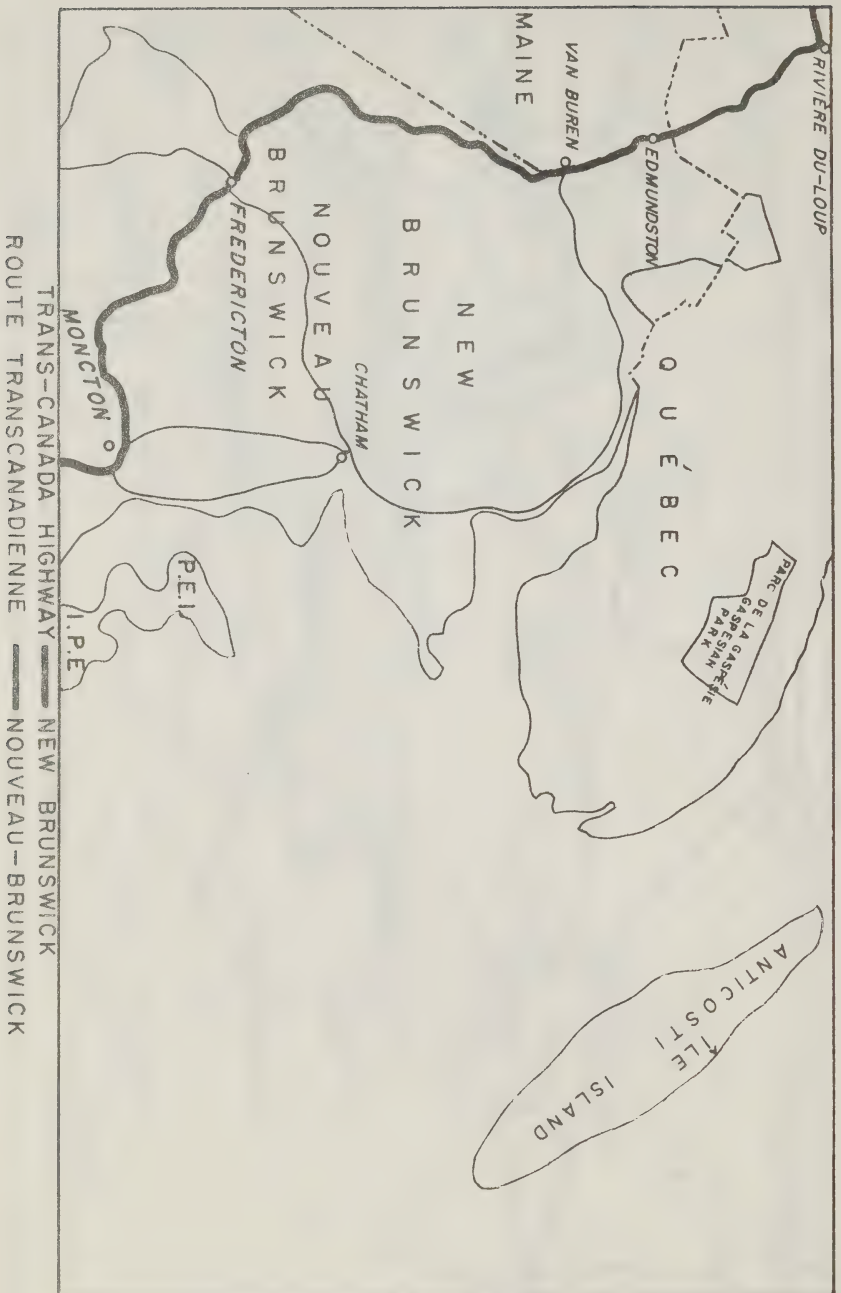 RIVIÈRE DU-LOUP
EDMUNDSTON
VAN BUREN
MAINE
QUÉBEC
PARC DE LA GASPÉSIE
GASPESIAN
PARK
ANTICOSTI
ÎLE
ISLAND
NEW
BRUNSWICK
CHATHAM
NOUVEAU
BRUNSWICK
FREDERICTON
MONCTON
P.E.I.
I.P.E
TRANS-CANADA HIGHWAY NEW BRUNSWICK
ROUTE TRANSCANADIENNE NOUVEAU-BRUNSWICK